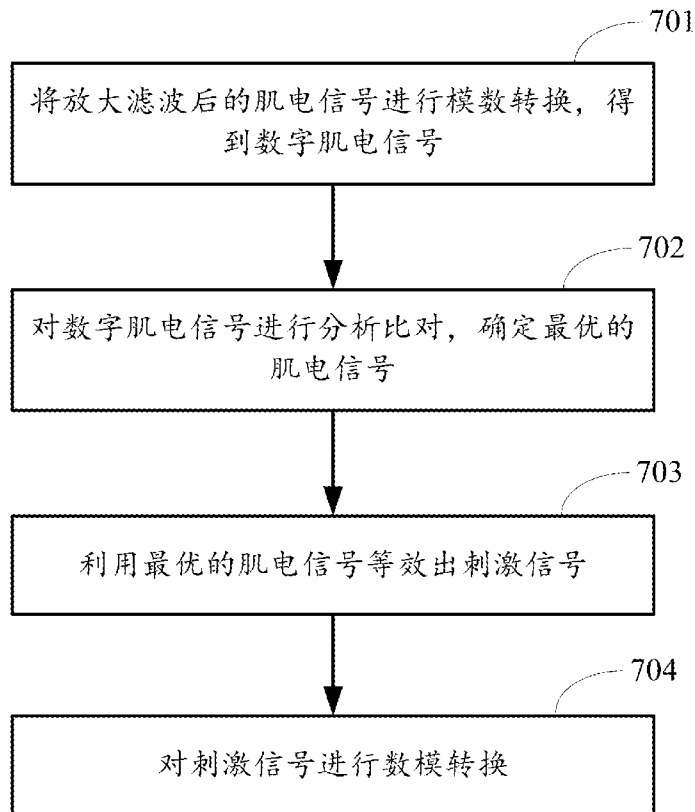 701
将放大滤波后的肌电信号进行模数转换，得
到数字肌电信号
702
对数字肌电信号进行分析比对，确定最优的
肌电信号
703
利用最优的肌电信号等效出刺激信号
704
对刺激信号进行数模转换